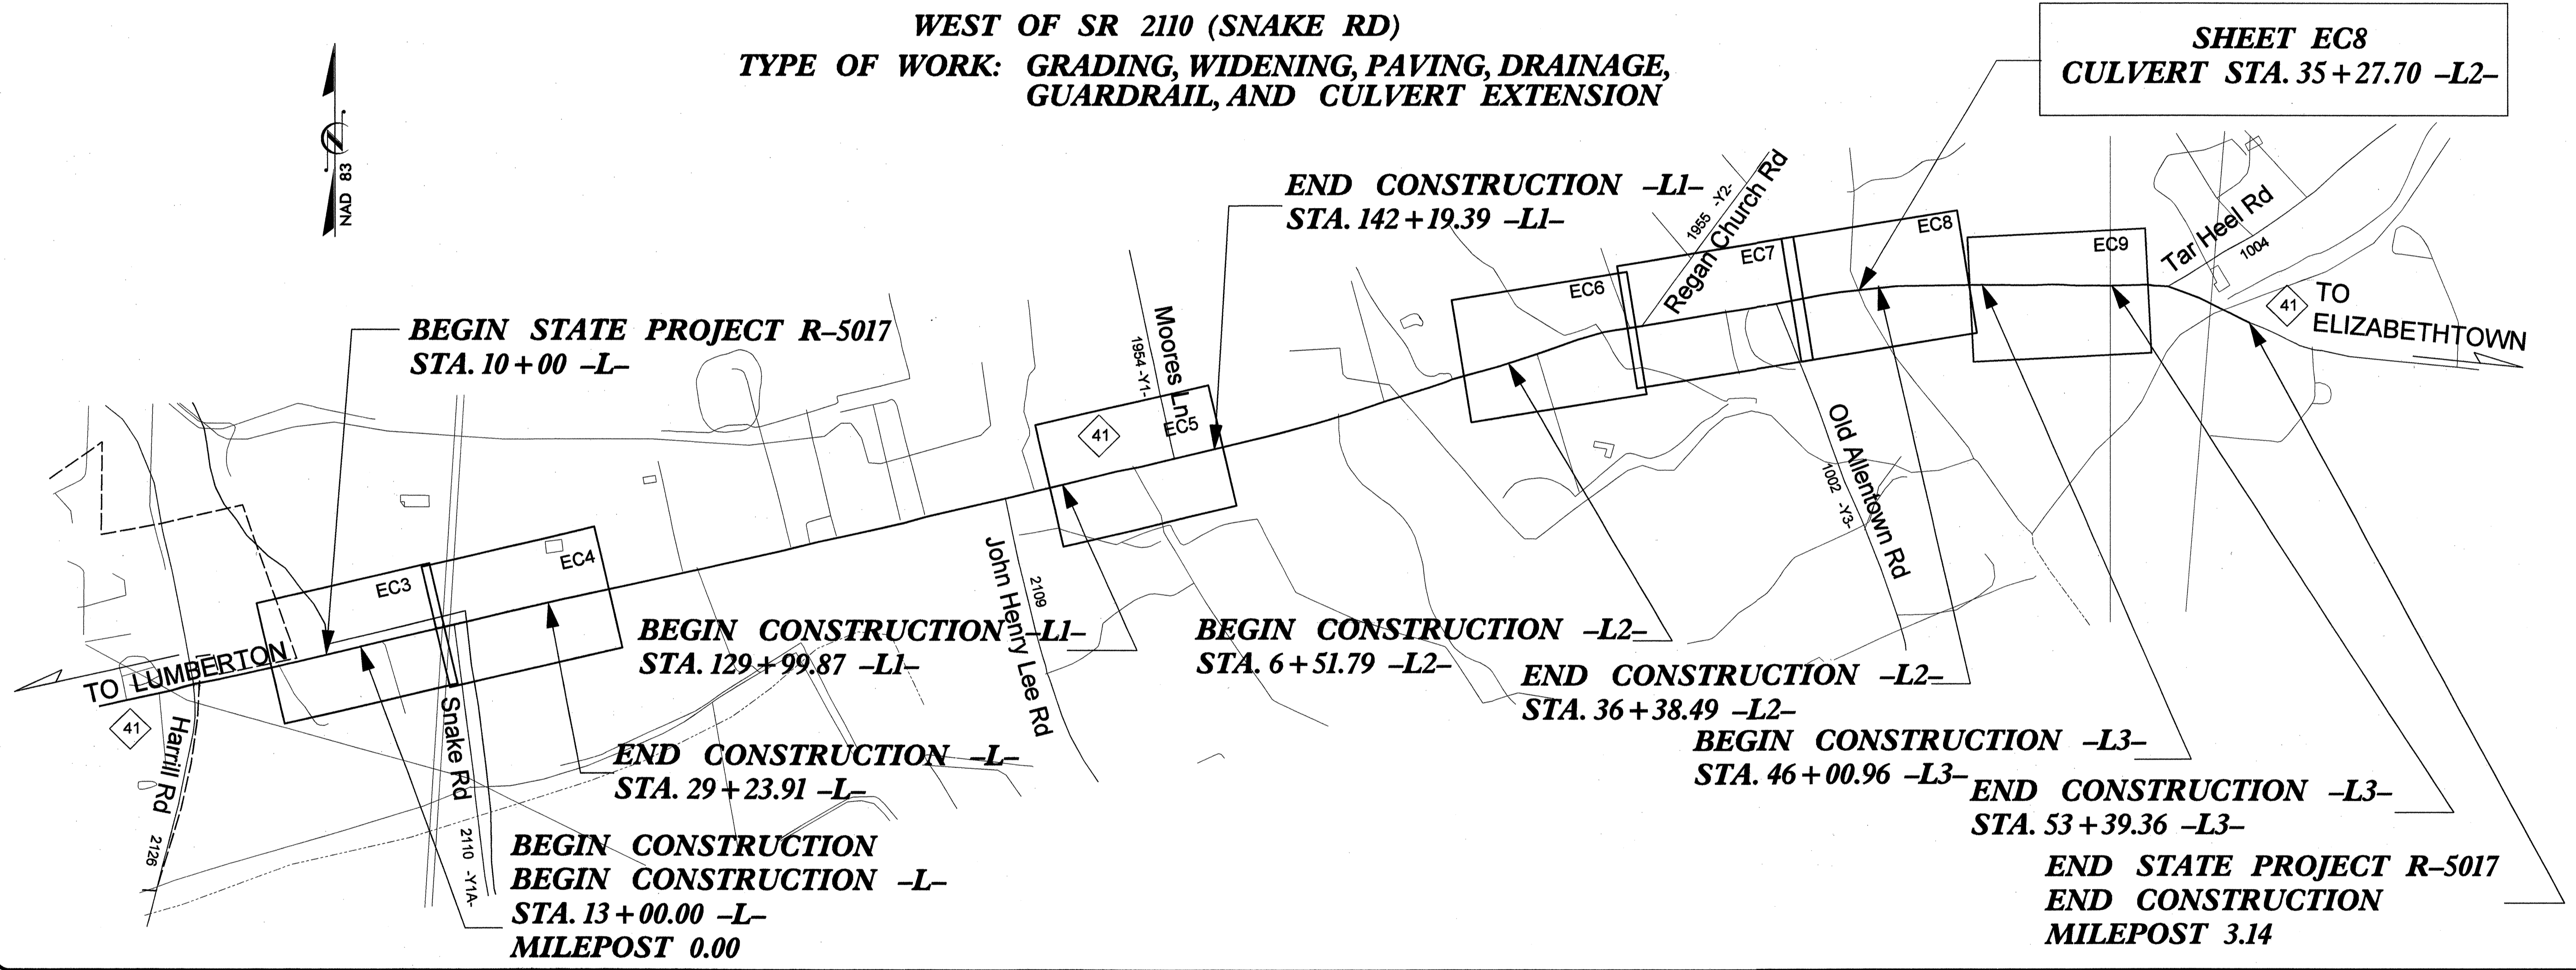 WEST OF SR 2110 (SNAKE RD)
TYPE OF WORK: GRADING, WIDENING, PAVING, DRAINAGE,
GUARDRAIL, AND CULVERT EXTENSION
SHEET EC8
CULVERT STA. 35+27.70 –L2–
NAD 83
END CONSTRUCTION –L1–
STA. 142+19.39 –L1–
BEGIN STATE PROJECT R–5017
STA. 10+00 –L–
Moores Ln
1954 -Y1-
EC5
41
EC6
1955 -Y2-
Regan Church Rd
EC7
EC8
EC9
Tar Heel Rd
1004
41
TO
ELIZABETHTOWN
Old Allentown Rd
1002 -Y3-
EC3
EC4
TO LUMBERTON
41
Harrill Rd
2126
Snake Rd
2110 -Y1A-
John Henry Lee Rd
2109
BEGIN CONSTRUCTION –L1–
STA. 129+99.87 –L1–
BEGIN CONSTRUCTION –L2–
STA. 6+51.79 –L2–
END CONSTRUCTION –L2–
STA. 36+38.49 –L2–
BEGIN CONSTRUCTION –L3–
STA. 46+00.96 –L3–
END CONSTRUCTION –L3–
STA. 53+39.36 –L3–
END CONSTRUCTION –L–
STA. 29+23.91 –L–
BEGIN CONSTRUCTION
BEGIN CONSTRUCTION –L–
STA. 13+00.00 –L–
MILEPOST 0.00
END STATE PROJECT R–5017
END CONSTRUCTION
MILEPOST 3.14